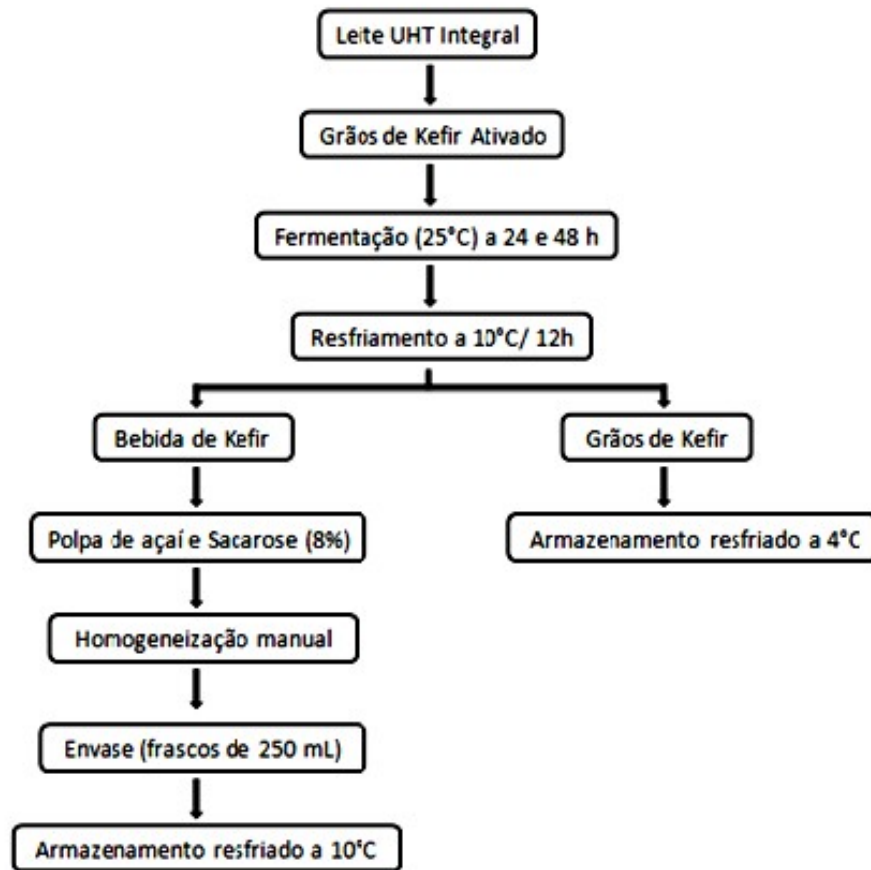 Leite UHT Integral
Grãos de Kefir Ativado
Fermentação (25°C) a 24 e 48 h
Resfriamento a 10°C/ 12h
Bebida de Kefir
Grãos de Kefir
Polpa de açaí e Sacarose (8%)
Armazenamento resfriado a 4°C
Homogeneização manual
Envase (frascos de 250 mL)
Armazenamento resfriado a 10°C